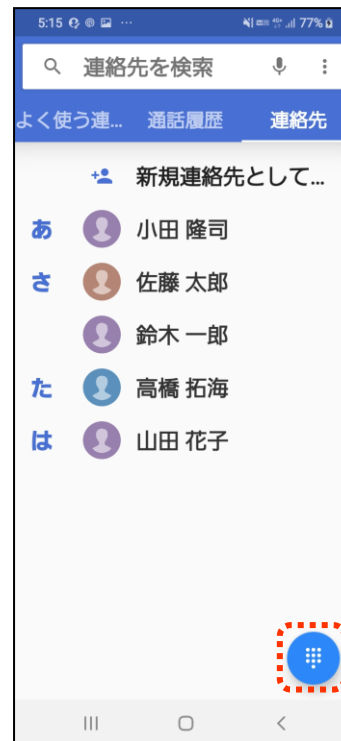 5:15 77%
連絡先を検索
よく使う連... 通話履歴 連絡先
新規連絡先として...
あ 小田 隆司
さ 佐藤 太郎
鈴木 一郎
た 高橋 拓海
は 山田 花子